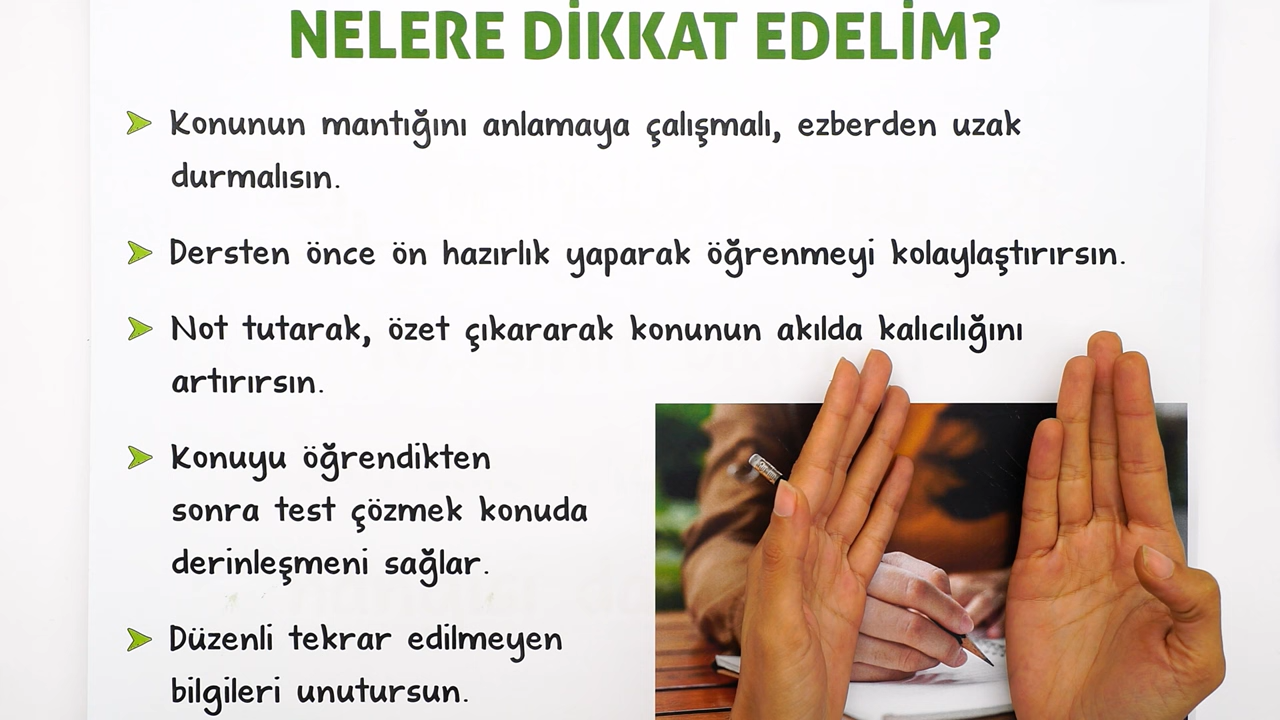 NELERE DİKKAT EDELİM?
Konunun mantığını anlamaya çalışmalı, ezberden uzak
durmalısın.
Dersten önce ön hazırlık yaparak öğrenmeyi kolaylaştırırsın.
Not tutarak, özet çıkararak konunun akılda kalıcılığını
artırırsın.
Konuyu öğrendikten
sonra test çözmek konuda
derinleşmeni sağlar.
Düzenli tekrar edilmeyen
bilgileri unutursun.